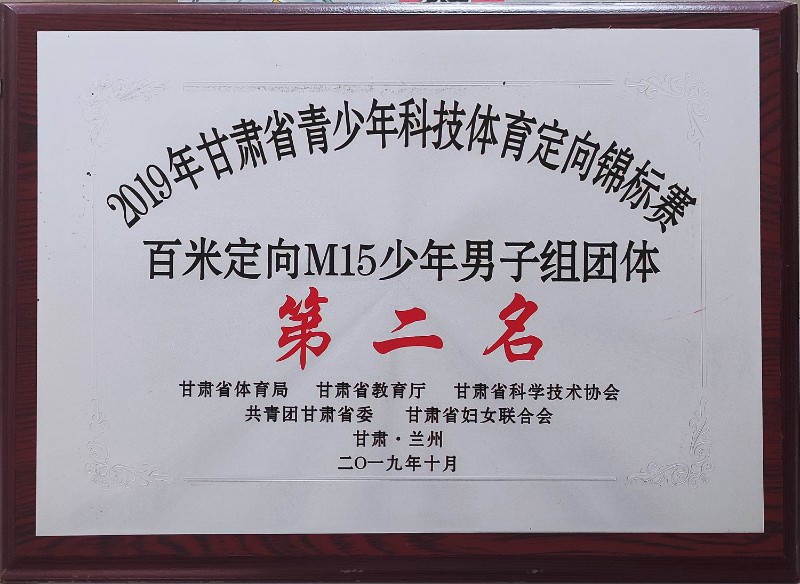 2019年甘肃省青少年科技体育定向锦标赛
百米定向M15少年男子组团体
第二名
甘肃省体育局 甘肃省教育厅 甘肃省科学技术协会
共青团甘肃省委 甘肃省妇女联合会
甘肃·兰州
二〇一九年十月